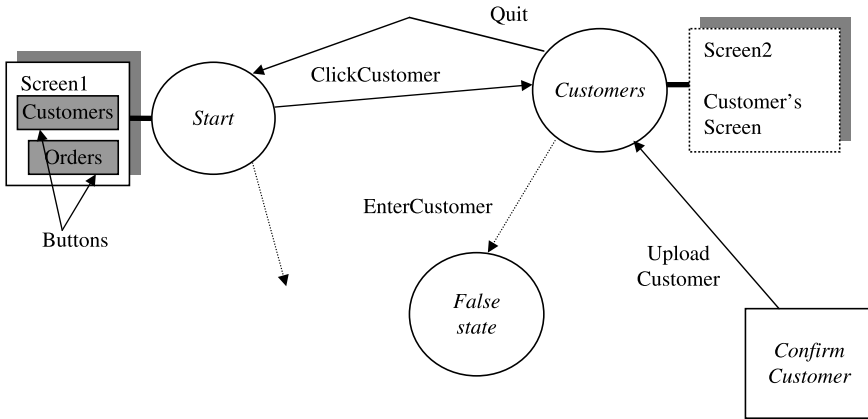 Quit
Screen1
Customers
Orders
Buttons
Start
ClickCustomer
Customers
Screen2
Customer's
Screen
EnterCustomer
False
state
Upload
Customer
Confirm
Customer